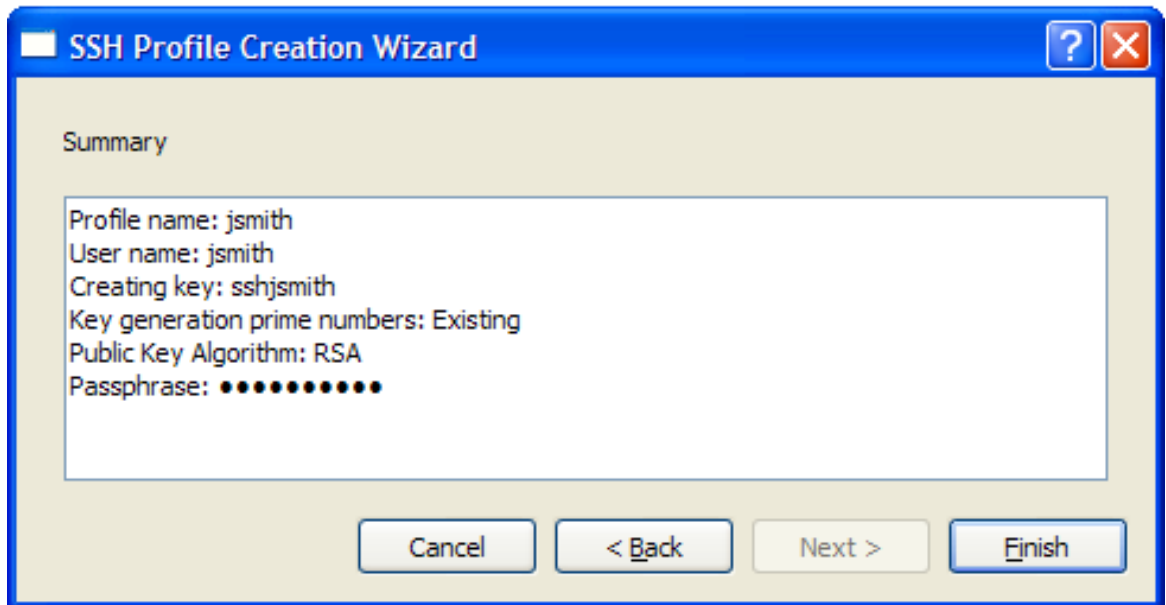 SSH Profile Creation Wizard
?
Summary
Profile name: jsmith
User name: jsmith
Creating key: sshjsmith
Key generation prime numbers: Existing
Public Key Algorithm: RSA
Passphrase: ●●●●●●●●●●
Cancel < Back Next > Finish